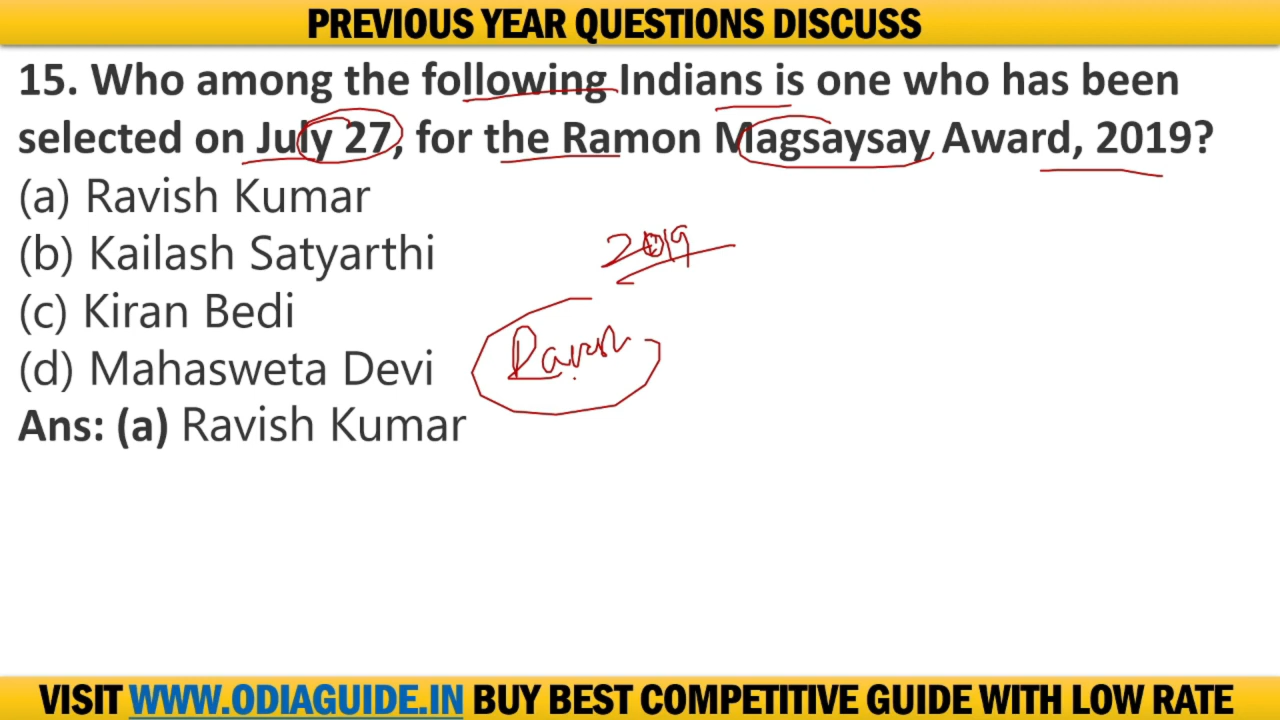 PREVIOUS YEAR QUESTIONS DISCUSS
15. Who among the following Indians is one who has been
selected on July 27, for the Ramon Magsaysay Award, 2019?
(a) Ravish Kumar
(b) Kailash Satyarthi
2019
(c) Kiran Bedi
Ravish
(d) Mahasweta Devi
Ans: (a) Ravish Kumar
VISIT WWW.ODIAGUIDE.IN BUY BEST COMPETITIVE GUIDE WITH LOW RATE